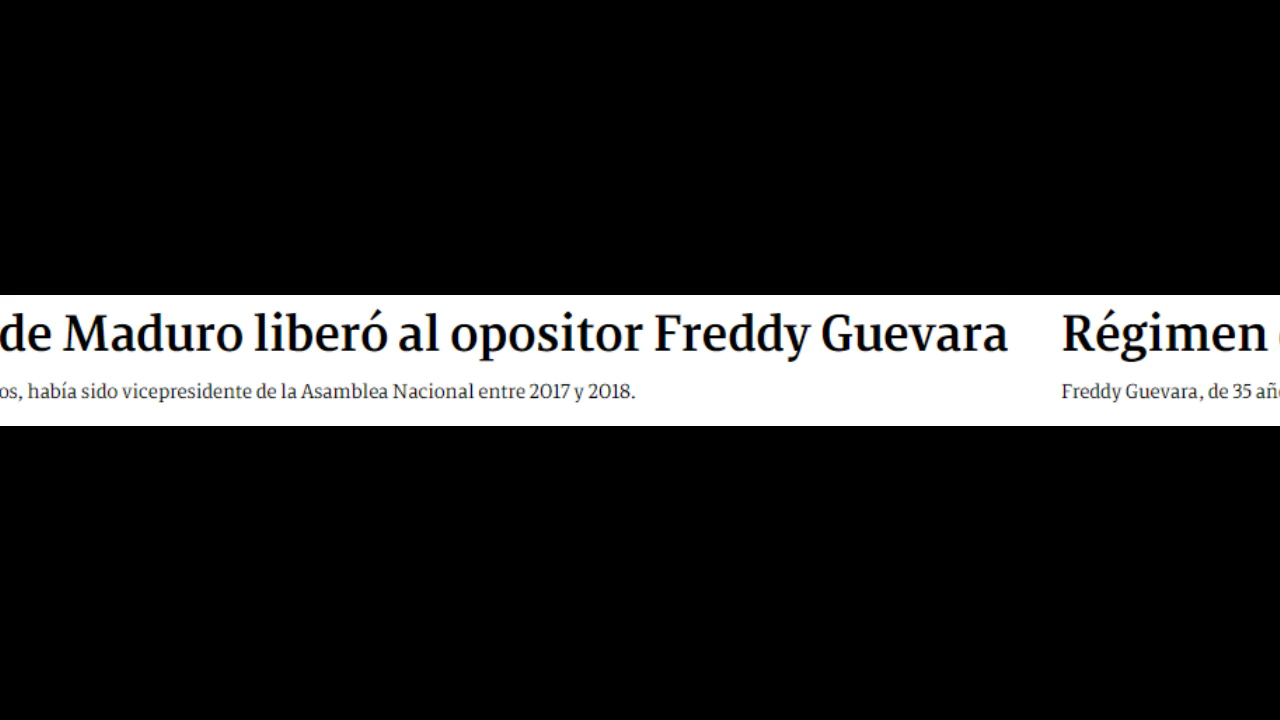 de Maduro liberó al opositor Freddy Guevara
os, había sido vicepresidente de la Asamblea Nacional entre 2017 y 2018.
Régimen
Freddy Guevara, de 35 añ